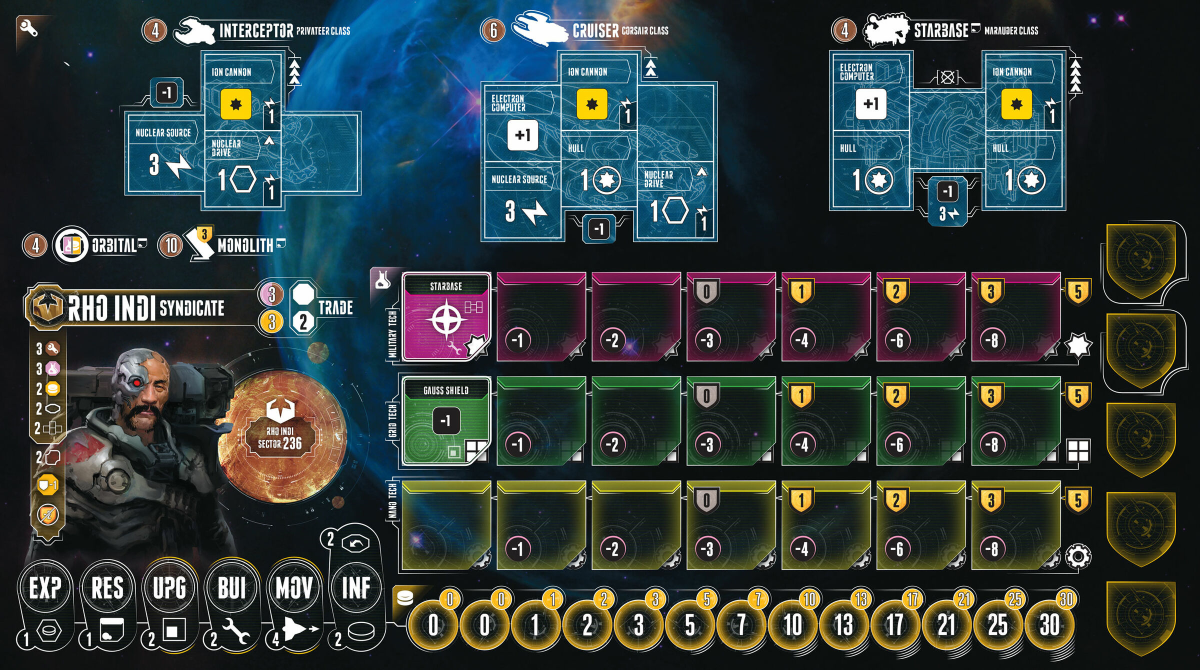 4 INTERCEPTOR PRIVATEER CLASS
-1
ION CANNON
1
NUCLEAR SOURCE
3
NUCLEAR
DRIVE
1
1
6 CRUISER CORSAIR CLASS
ION CANNON
1
ELECTRON
COMPUTER
+1
HULL
1
NUCLEAR SOURCE
3
NUCLEAR
DRIVE
1
1
-1
4 STARBASE MARAUDER CLASS
ELECTRON
COMPUTER
+1
ION CANNON
1
HULL
1
HULL
1
-1
3
4 ORBITAL 10 3 MONOLITH
RHO INDI SYNDICATE
3
3
2
TRADE
3
3
2
2
2
2
-1
RHO INDI
SECTOR 236
MILITARY TECH
STARBASE
-1
-2
0
-3
1
-4
2
-6
3
-8
5
GRID TECH
GAUSS SHIELD
-1
-1
-2
0
-3
1
-4
2
-6
3
-8
5
NANO TECH
-1
-2
0
-3
1
-4
2
-6
3
-8
5
2
EXP RES UPG BUI MOV INF
1 1 2 2 4 2
0 0 1 2 3 5 7 10 13 17 21 25 30
0 0 1 2 3 5 7 10 13 17 21 25 30